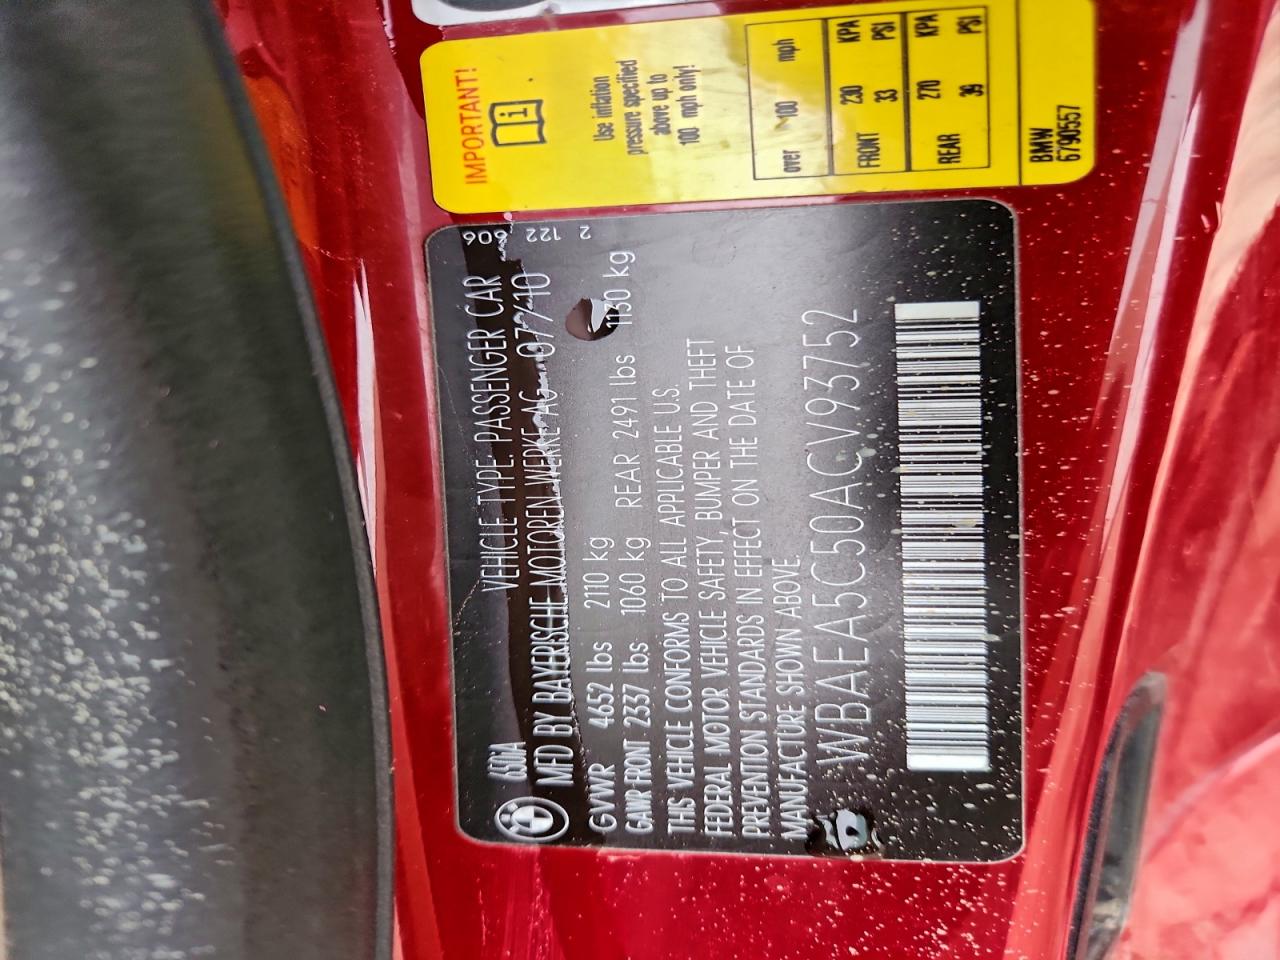 IMPORTANT!
i
Use inflation
pressure specified
above up to
100 mph only!
over 100 mph
FRONT 230 KPA
33 PSI
REAR 270 KPA
39 PSI
BMW
6790557
606
122
2
BMW
650iA VEHICLE TYPE: PASSENGER CAR
MFD BY BAYERISCHE MOTOREN WERKE AG 07/10
GVWR 4652 lbs 2110 kg
GAWR FRONT 2337 lbs 1060 kg REAR 2491 lbs 1130 kg
THIS VEHICLE CONFORMS TO ALL APPLICABLE U.S.
FEDERAL MOTOR VEHICLE SAFETY, BUMPER AND THEFT
PREVENTION STANDARDS IN EFFECT ON THE DATE OF
MANUFACTURE SHOWN ABOVE.
WBAEA5C50ACV93752